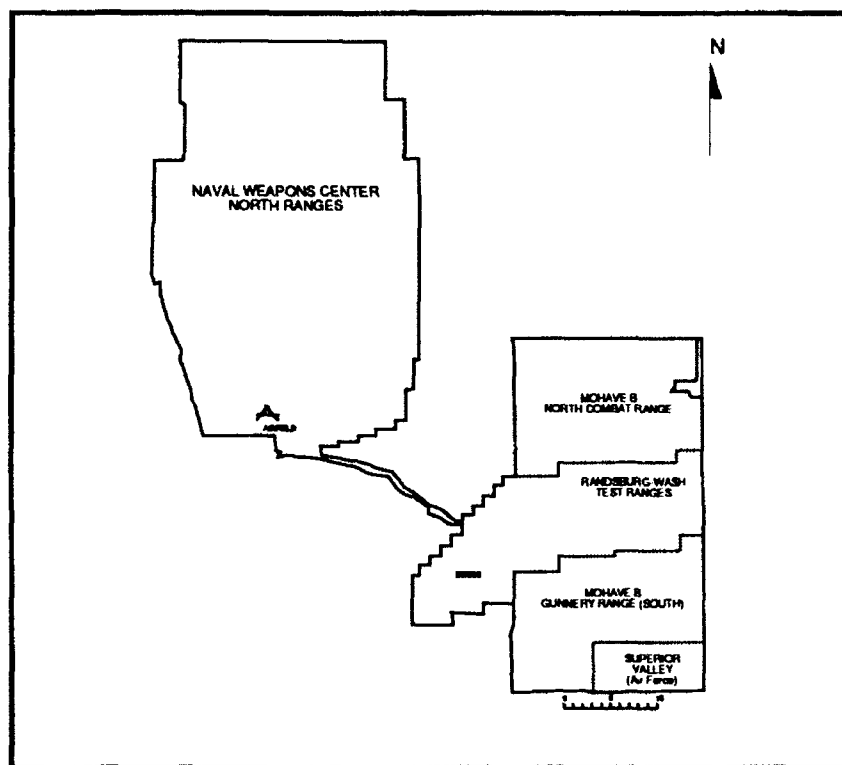 N
NAVAL WEAPONS CENTER
NORTH RANGES
MOHAVE B
NORTH COMBAT RANGE
AIRFIELD
RANDSBURG WASH
TEST RANGES
MOHAVE B
GUNNERY RANGE (SOUTH)
SUPERIOR
VALLEY
(Air Force)